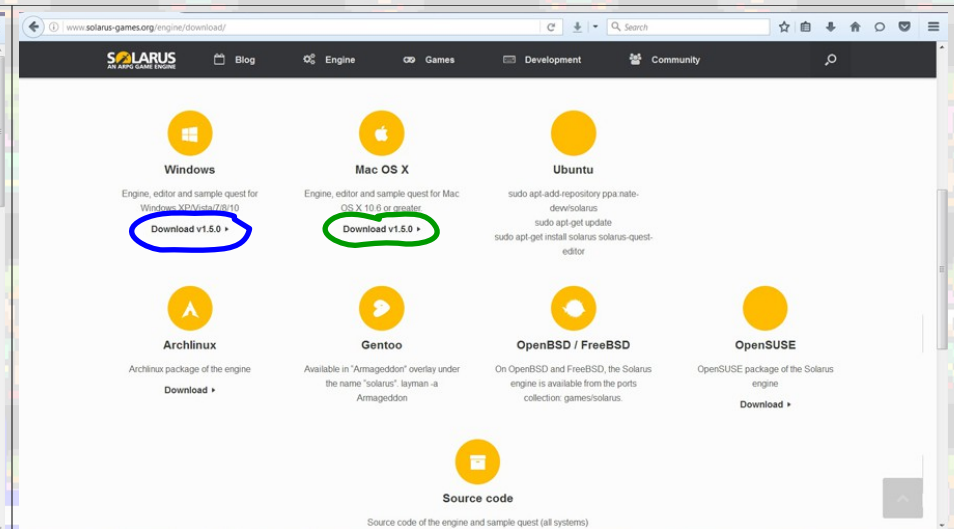 www.solarus-games.org/engine/download/
Search
SOLARUS
AN ARPG GAME ENGINE
Blog
Engine
Games
Development
Community
Windows
Engine, editor and sample quest for
Windows XP/Vista/7/8/10
Download v1.5.0
Mac OS X
Engine, editor and sample quest for Mac
OS X 10.6 or greater.
Download v1.5.0
Ubuntu
sudo apt-add-repository ppa:nate-
devv/solarus
sudo apt-get update
sudo apt-get install solarus solarus-quest-
editor
Archlinux
Archlinux package of the engine
Download
Gentoo
Available in "Armageddon" overlay under
the name "solarus". layman -a
Armageddon
OpenBSD / FreeBSD
On OpenBSD and FreeBSD, the Solarus
engine is available from the ports
collection: games/solarus.
OpenSUSE
OpenSUSE package of the Solarus
engine
Download
Source code
Source code of the engine and sample quest (all systems)